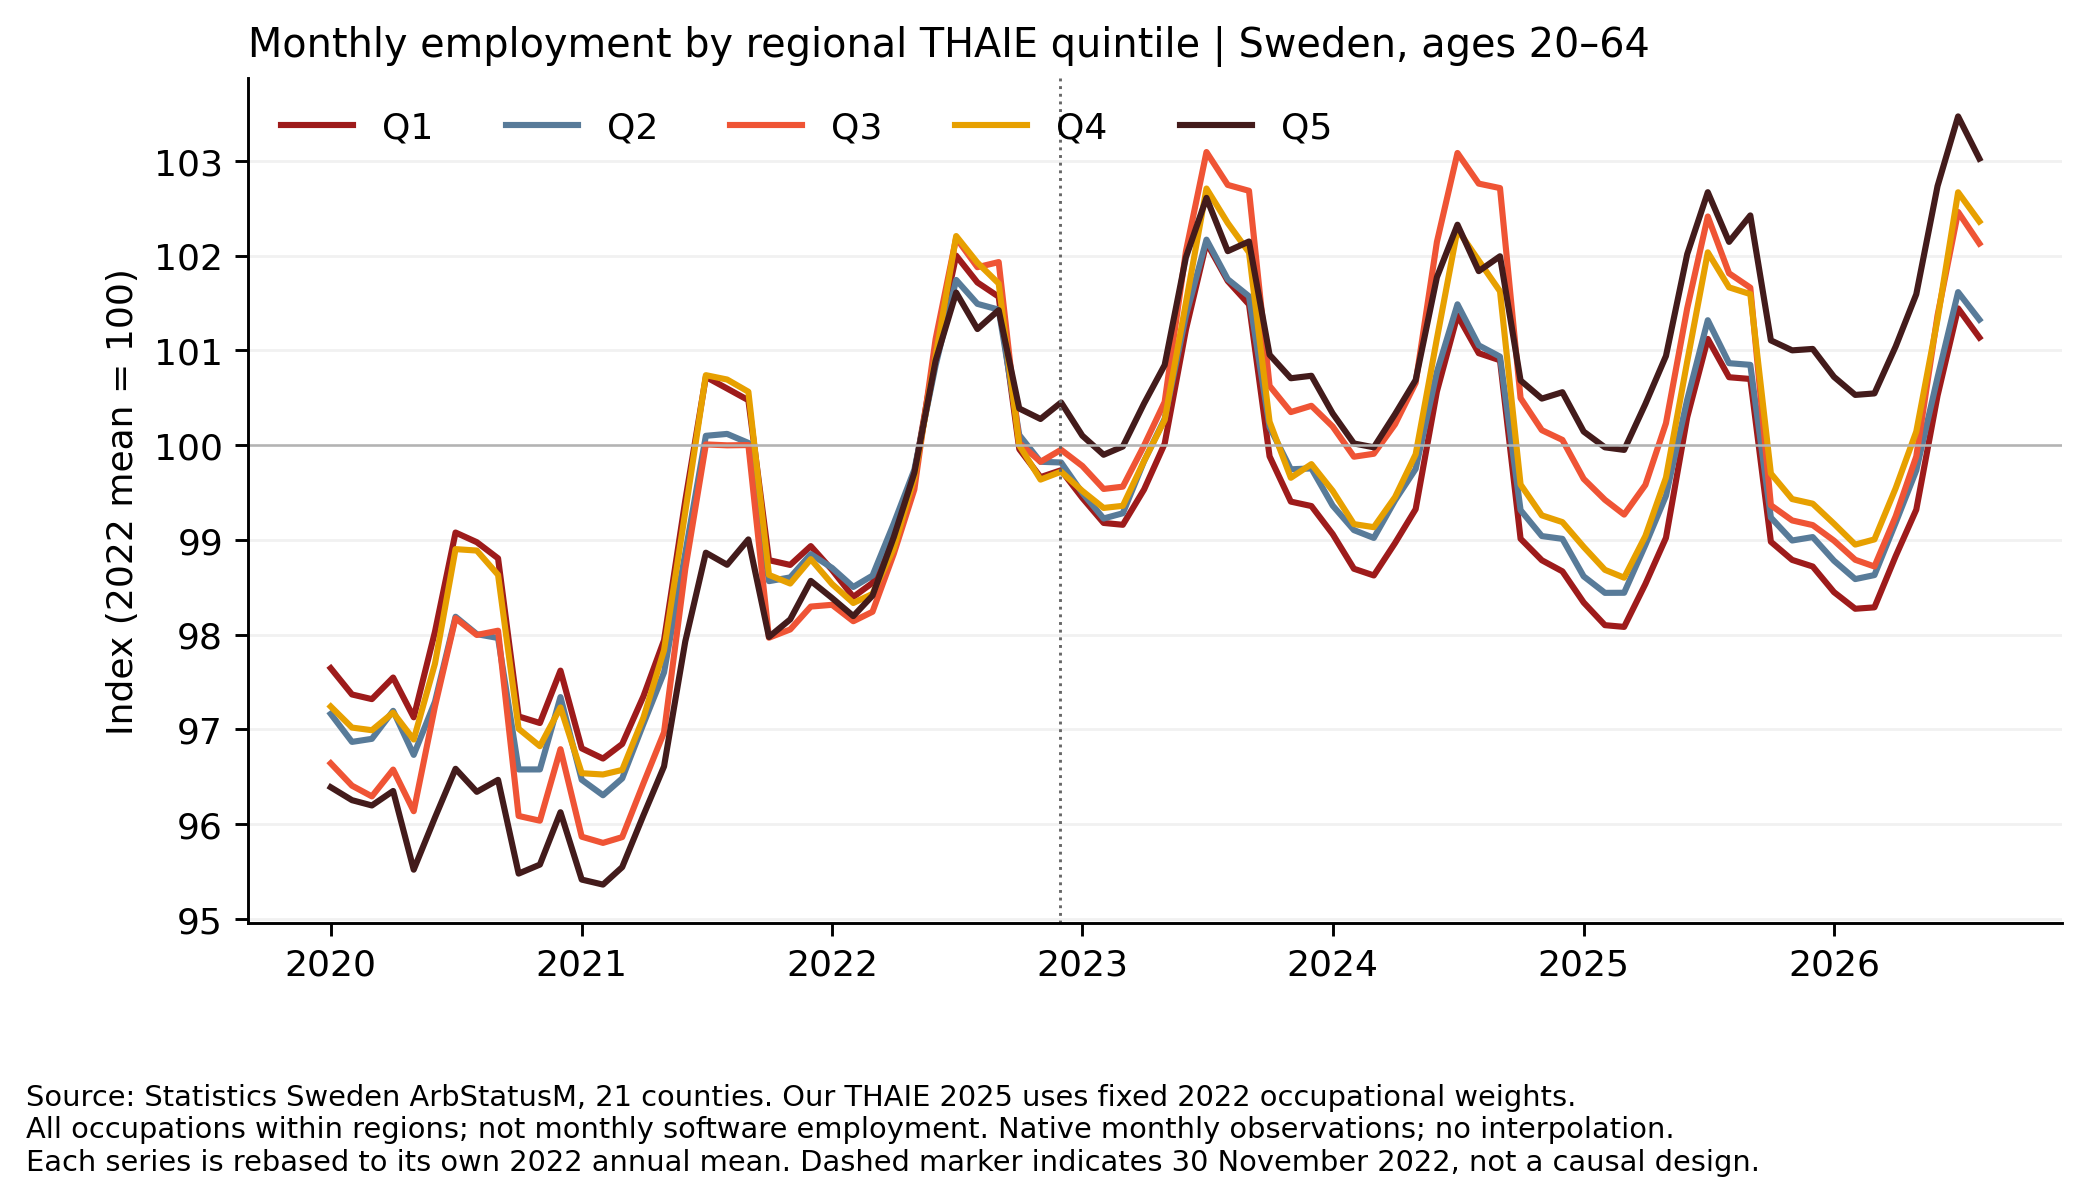 Monthly employment by regional THAIE quintile | Sweden, ages 20–64
Q1 Q2 Q3 Q4 Q5
103
102
101
100
99
98
97
96
95
Index (2022 mean = 100)
2020 2021 2022 2023 2024 2025 2026
Source: Statistics Sweden ArbStatusM, 21 counties. Our THAIE 2025 uses fixed 2022 occupational weights.
All occupations within regions; not monthly software employment. Native monthly observations; no interpolation.
Each series is rebased to its own 2022 annual mean. Dashed marker indicates 30 November 2022, not a causal design.